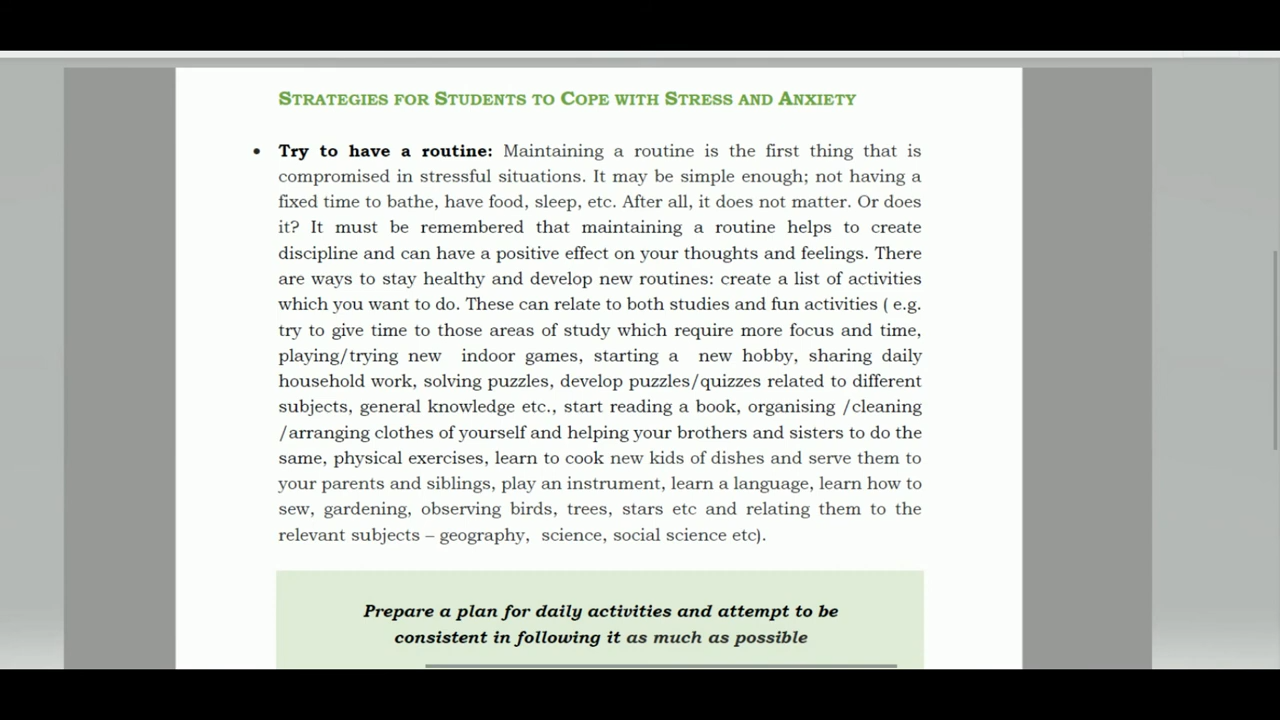 STRATEGIES FOR STUDENTS TO COPE WITH STRESS AND ANXIETY
• Try to have a routine: Maintaining a routine is the first thing that is
compromised in stressful situations. It may be simple enough; not having a
fixed time to bathe, have food, sleep, etc. After all, it does not matter. Or does
it? It must be remembered that maintaining a routine helps to create
discipline and can have a positive effect on your thoughts and feelings. There
are ways to stay healthy and develop new routines: create a list of activities
which you want to do. These can relate to both studies and fun activities ( e.g.
try to give time to those areas of study which require more focus and time,
playing/trying new indoor games, starting a new hobby, sharing daily
household work, solving puzzles, develop puzzles/quizzes related to different
subjects, general knowledge etc., start reading a book, organising /cleaning
/arranging clothes of yourself and helping your brothers and sisters to do the
same, physical exercises, learn to cook new kids of dishes and serve them to
your parents and siblings, play an instrument, learn a language, learn how to
sew, gardening, observing birds, trees, stars etc and relating them to the
relevant subjects – geography, science, social science etc).
Prepare a plan for daily activities and attempt to be
consistent in following it as much as possible